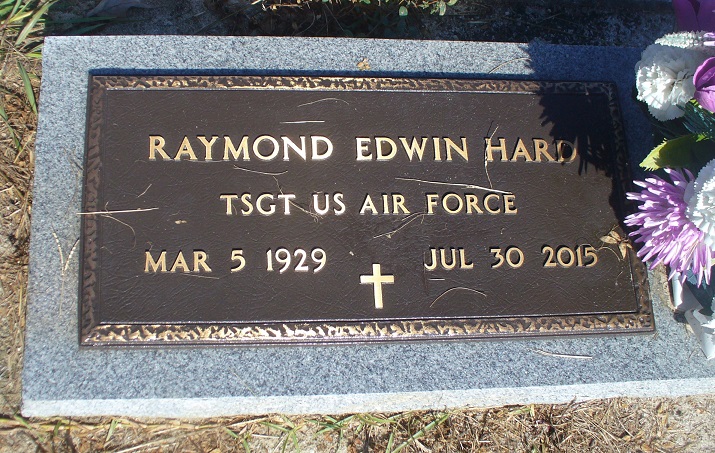 RAYMOND EDWIN HARD
TSGT US AIR FORCE
MAR 5 1929 JUL 30 2015